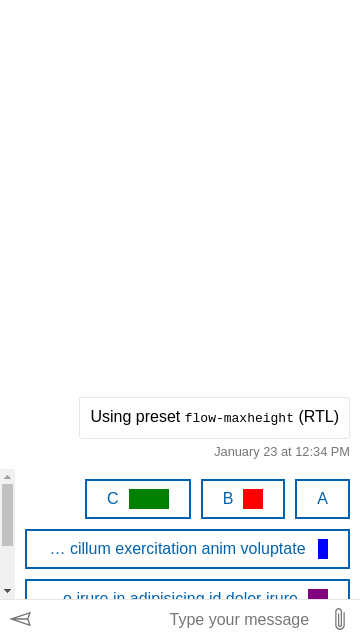 Using preset flow-maxheight (RTL)
January 23 at 12:34 PM
A
B
C
cillum exercitation anim voluptate …
irure in adipisicing id dolor irure
Type your message